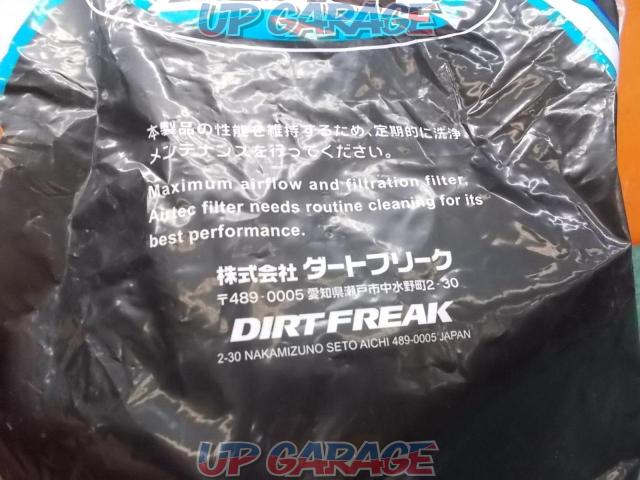 UP GARAGE
本製品の性能を維持するため、定期的に洗浄
メンテナンスを行ってください。
Maximum airflow and filtration filter.
Airtec filter needs routine cleaning for its
best performance.
株式会社 ダートフリーク
〒489-0005 愛知県瀬戸市中水野町2-30
DIRTFREAK
2-30 NAKAMIZUNO SETO AICHI 489-0005 JAPAN
UP GARAGE